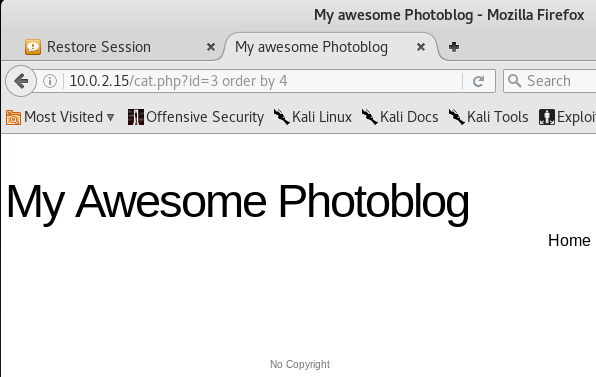 My awesome Photoblog - Mozilla Firefox
Restore Session
My awesome Photoblog
10.0.2.15/cat.php?id=3 order by 4
Search
Most Visited
Offensive Security
Kali Linux
Kali Docs
Kali Tools
Exploi
My Awesome Photoblog
Home
No Copyright